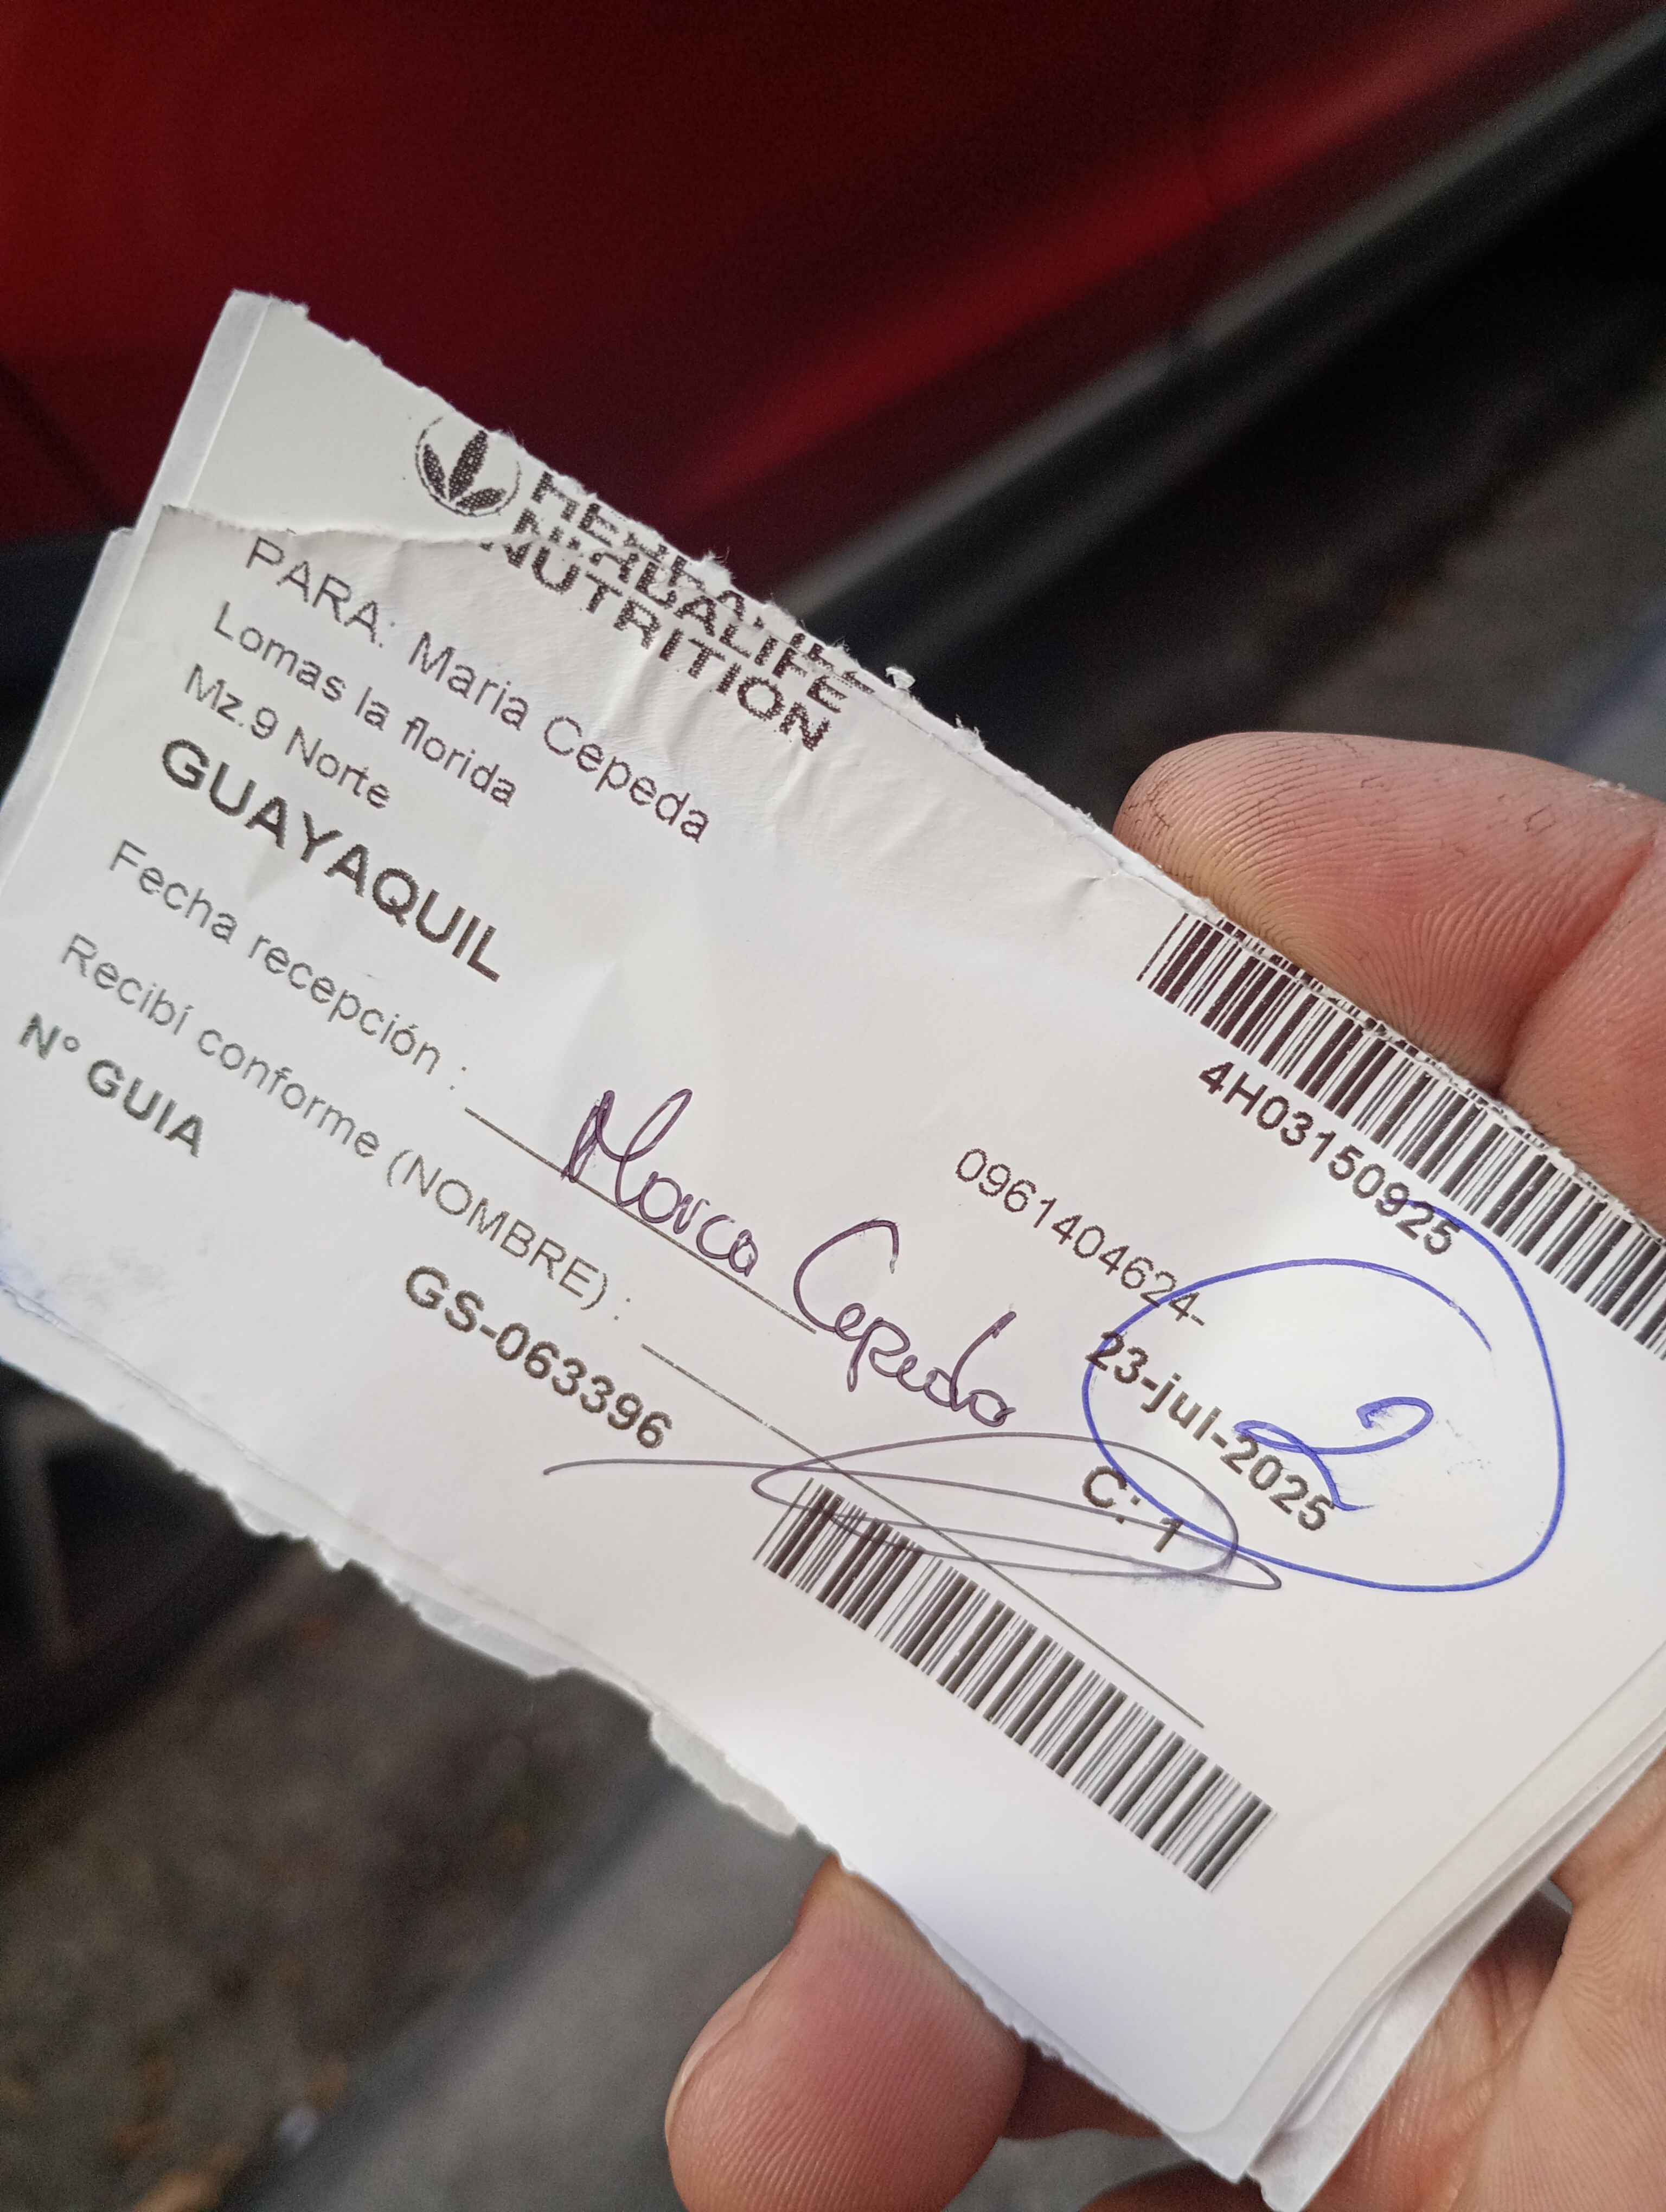 HERBALIFE
NUTRITION
PARA: Maria Cepeda
Lomas la florida
Mz.9 Norte
GUAYAQUIL
4H03150925
0961404624-
23-jul-2025
C: 1
2
Fecha recepción :
Recibí conforme (NOMBRE) :
Cepeda
N° GUIA
GS-063396